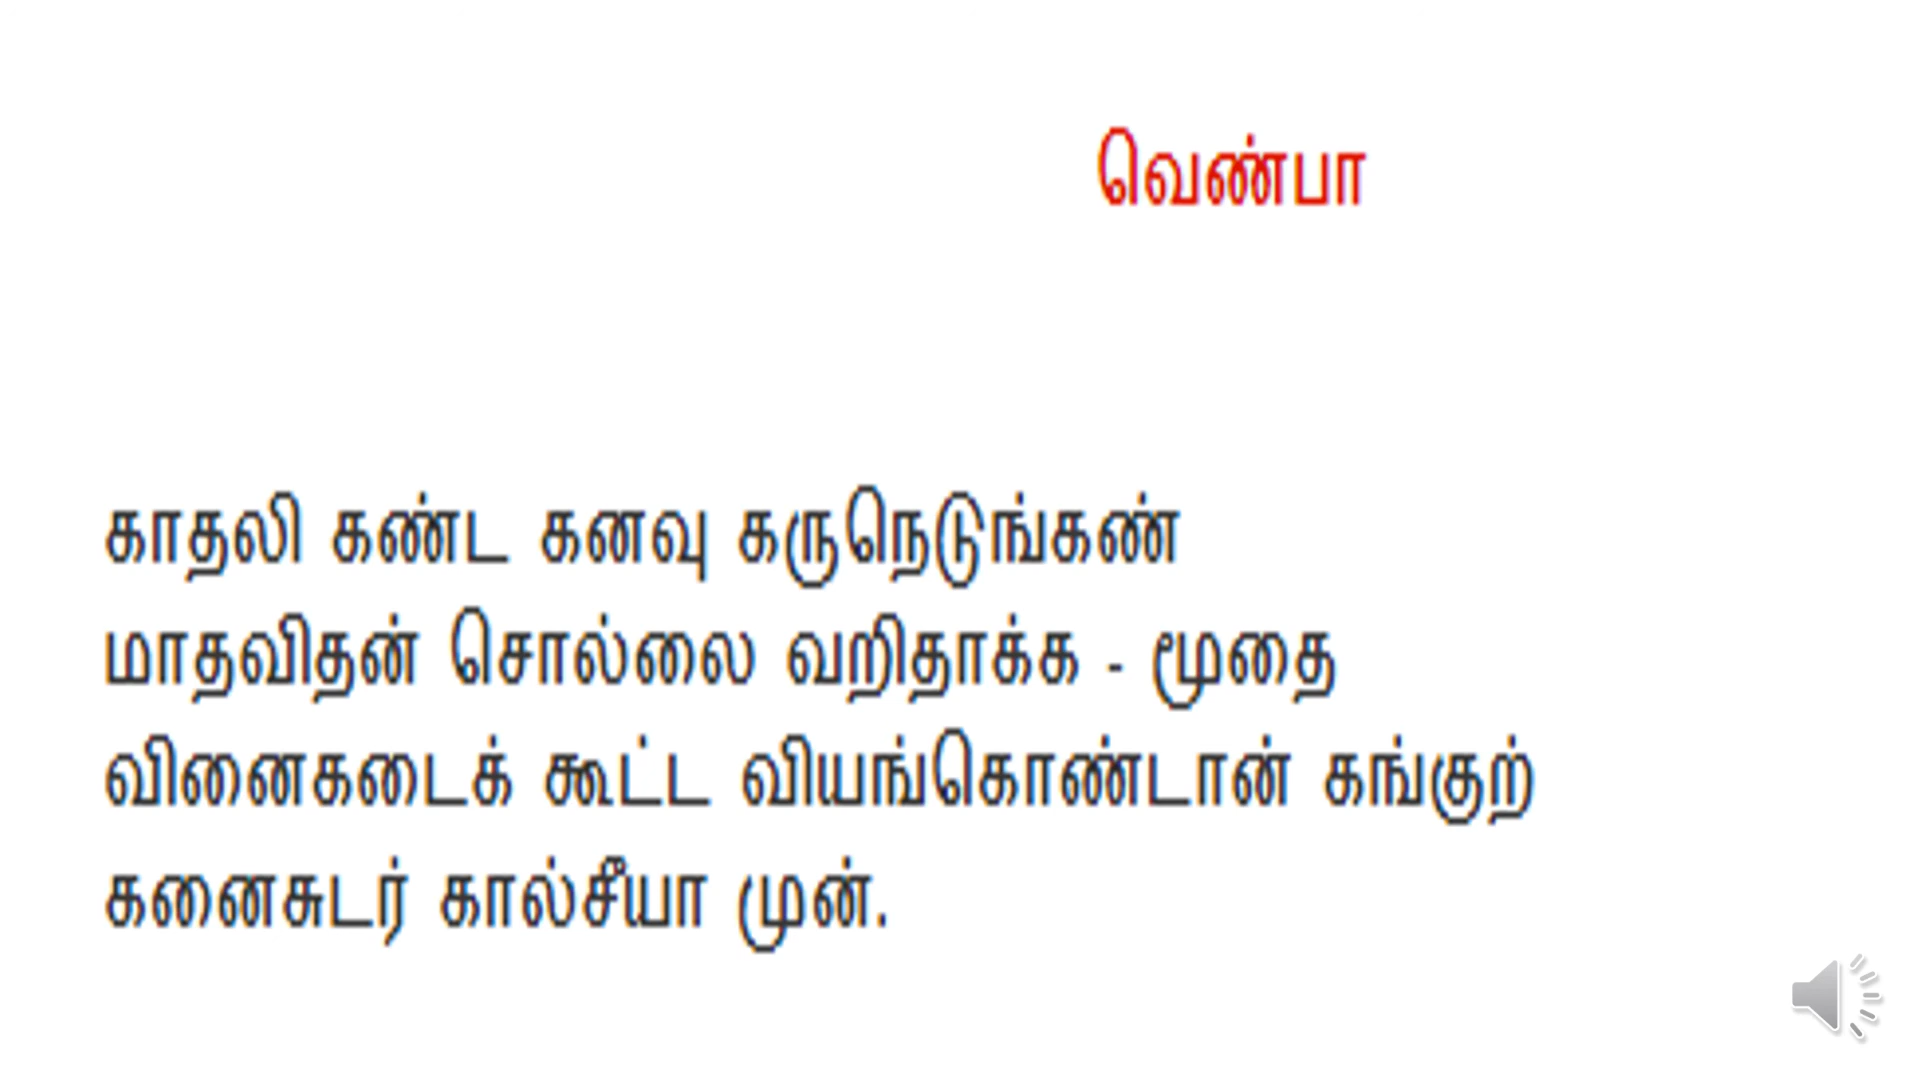 வெண்பா
காதலி கண்ட கனவு கருநெடுங்கண்
மாதவிதன் சொல்லை வறிதாக்க - மூதை
வினைகடைக் கூட்ட வியங்கொண்டான் கங்குற்
கனைசுடர் கால்சீயா முன்.